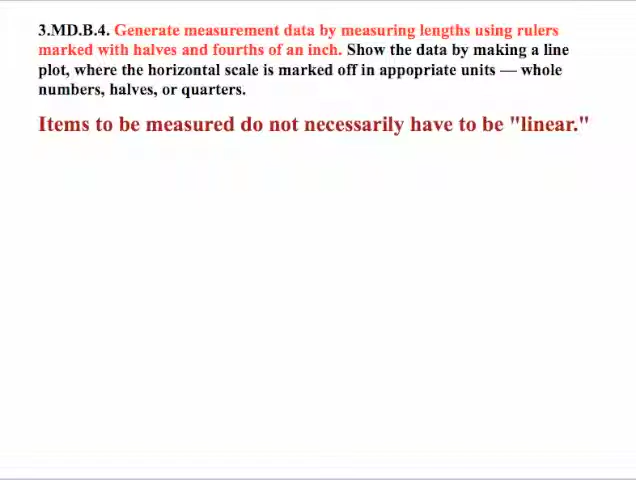 3.MD.B.4. Generate measurement data by measuring lengths using rulers
marked with halves and fourths of an inch. Show the data by making a line
plot, where the horizontal scale is marked off in appopriate units — whole
numbers, halves, or quarters.
Items to be measured do not necessarily have to be "linear."